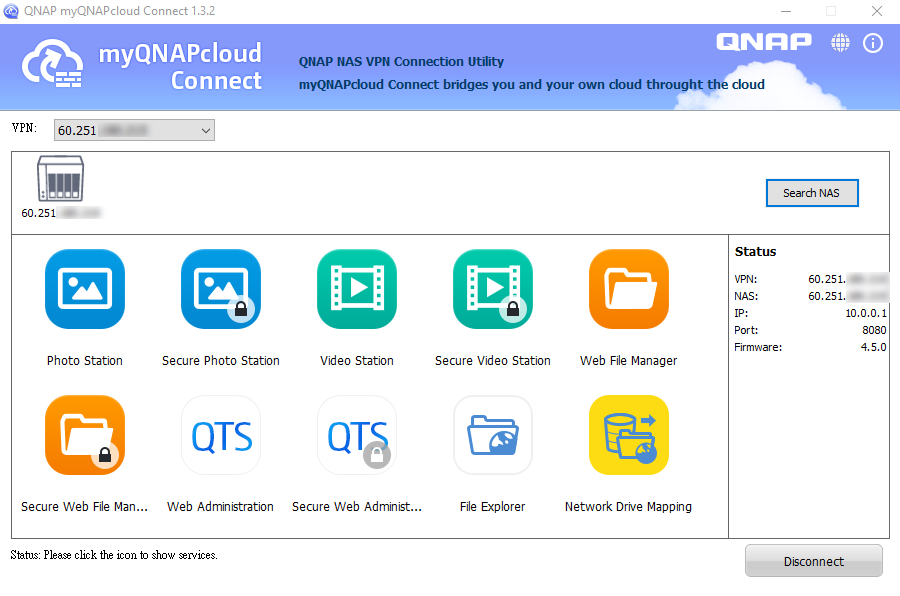 QNAP myQNAPcloud Connect 1.3.2
myQNAPcloud
Connect
QNAP NAS VPN Connection Utility
myQNAPcloud Connect bridges you and your own cloud throught the cloud
QNAP
VPN:
60.251
60.251
Search NAS
Photo Station
Secure Photo Station
Video Station
Secure Video Station
Web File Manager
QTS
QTS
Secure Web File Man...
Web Administration
Secure Web Administ...
File Explorer
Network Drive Mapping
Status
VPN: 60.251.
NAS: 60.251.
IP: 10.0.0.1
Port: 8080
Firmware: 4.5.0
Status: Please click the icon to show services.
Disconnect